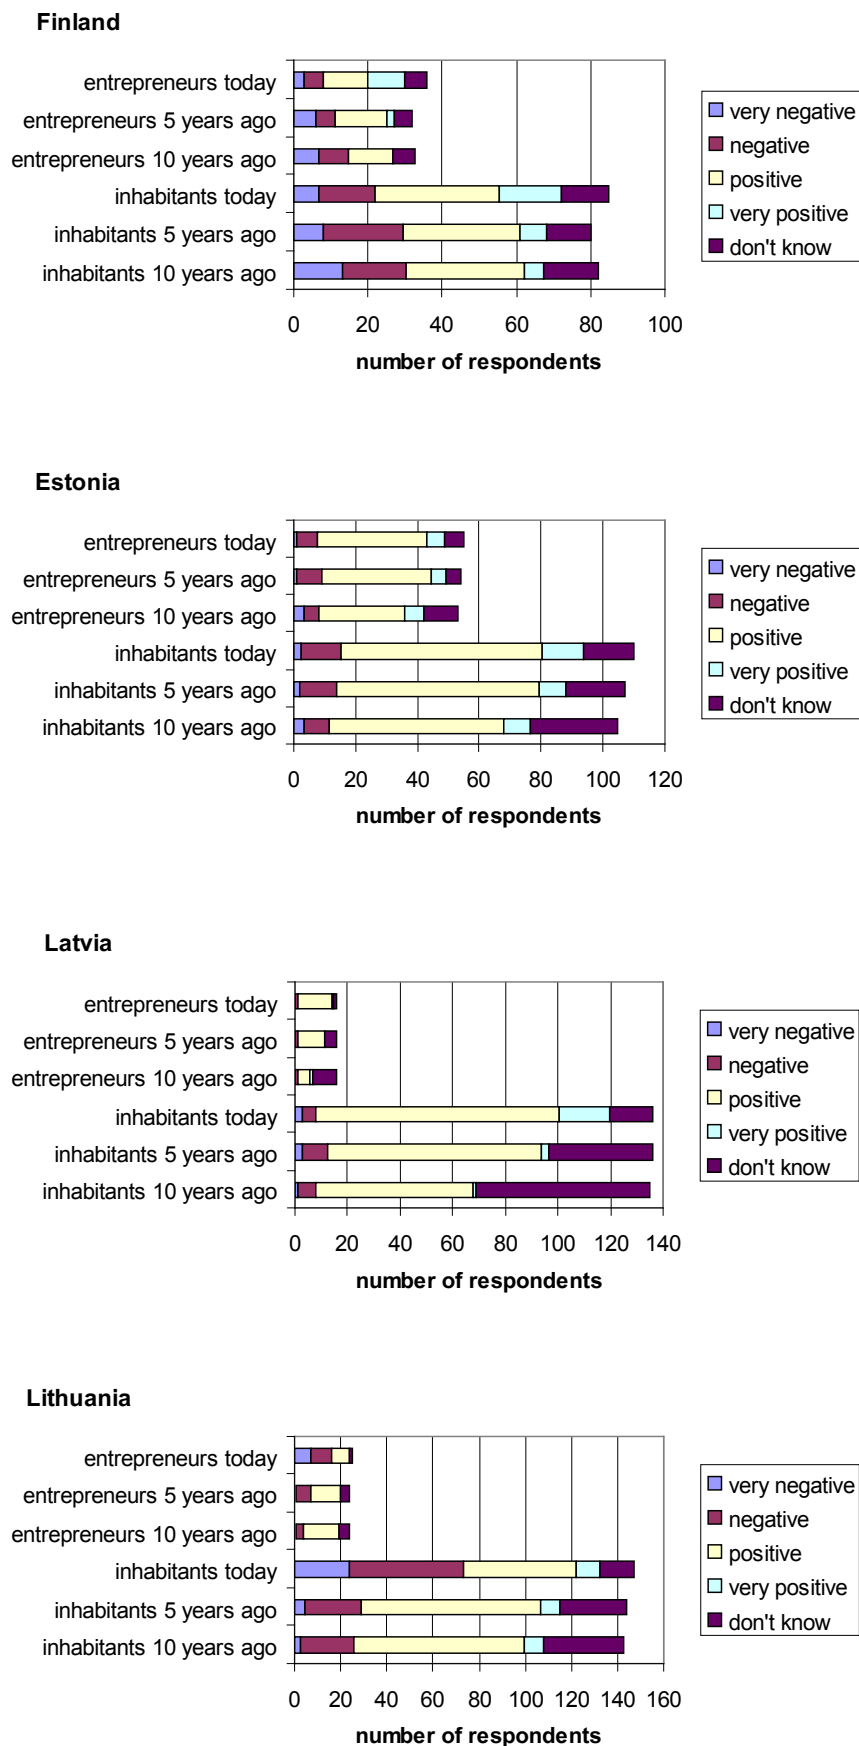 Finland
entrepreneurs today
entrepreneurs 5 years ago
entrepreneurs 10 years ago
inhabitants today
inhabitants 5 years ago
inhabitants 10 years ago
0 20 40 60 80 100
number of respondents
very negative
negative
positive
very positive
don't know
Estonia
entrepreneurs today
entrepreneurs 5 years ago
entrepreneurs 10 years ago
inhabitants today
inhabitants 5 years ago
inhabitants 10 years ago
0 20 40 60 80 100 120
number of respondents
very negative
negative
positive
very positive
don't know
Latvia
entrepreneurs today
entrepreneurs 5 years ago
entrepreneurs 10 years ago
inhabitants today
inhabitants 5 years ago
inhabitants 10 years ago
0 20 40 60 80 100 120 140
number of respondents
very negative
negative
positive
very positive
don't know
Lithuania
entrepreneurs today
entrepreneurs 5 years ago
entrepreneurs 10 years ago
inhabitants today
inhabitants 5 years ago
inhabitants 10 years ago
0 20 40 60 80 100 120 140 160
number of respondents
very negative
negative
positive
very positive
don't know